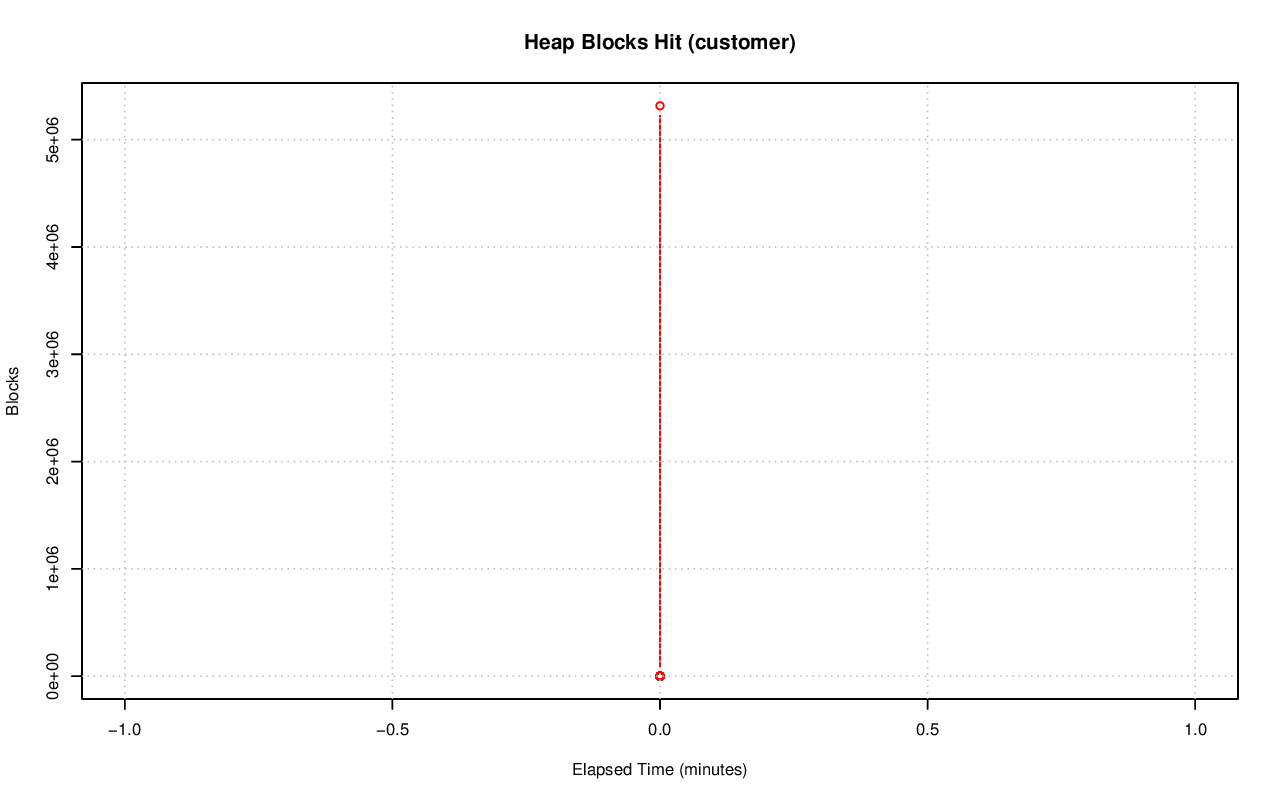 Heap Blocks Hit (customer)
Blocks
5e+06
4e+06
3e+06
2e+06
1e+06
0e+00
−1.0
−0.5
0.0
0.5
1.0
Elapsed Time (minutes)